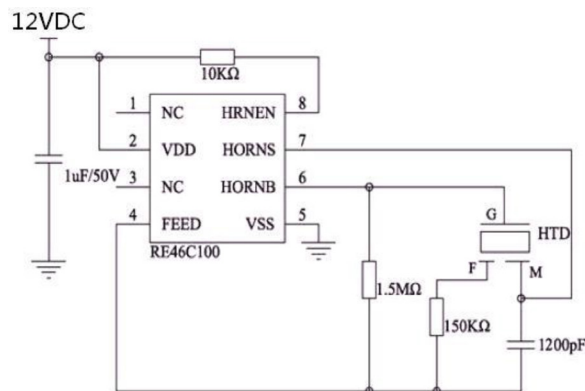 12VDC
10KΩ
1 NC HRNEN 8
2 VDD HORNS 7
3 NC HORNB 6
4 FEED VSS 5
1uF/50V
RE46C100
G
HTD
F M
1.5MΩ
150KΩ
1200pF